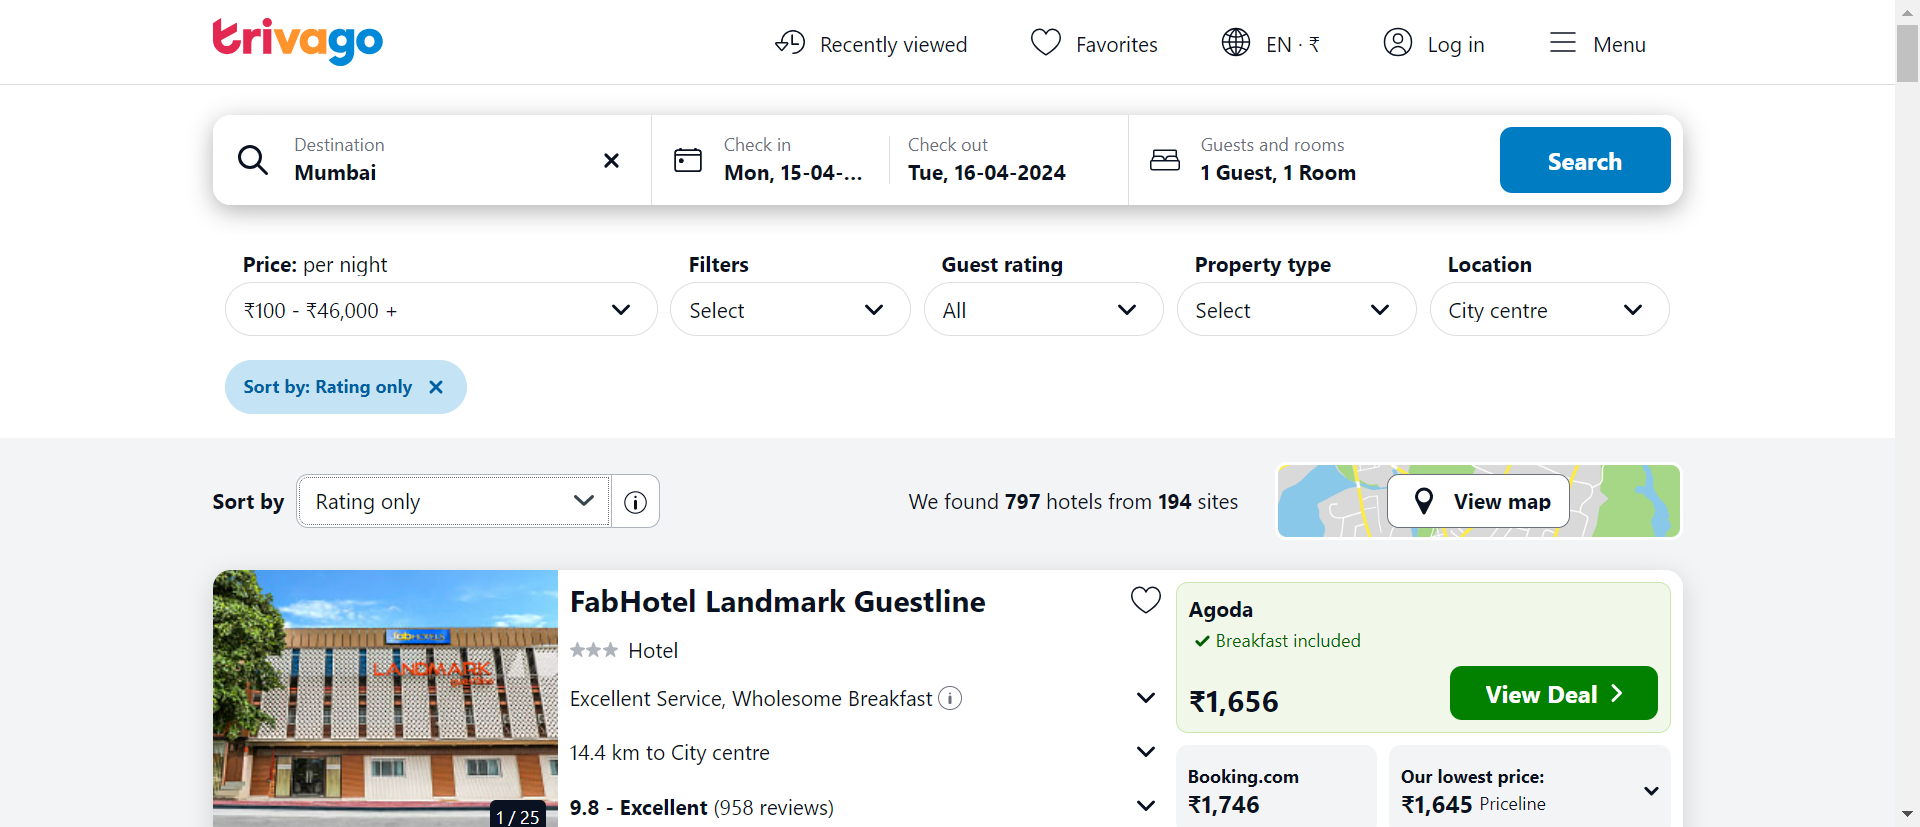 trivago
Recently viewed
Favorites
EN · ₹
Log in
Menu
Destination
Mumbai
Check in
Mon, 15-04-...
Check out
Tue, 16-04-2024
Guests and rooms
1 Guest, 1 Room
Search
Price: per night
₹100 - ₹46,000 +
Filters
Select
Guest rating
All
Property type
Select
Location
City centre
Sort by: Rating only
Sort by
Rating only
We found 797 hotels from 194 sites
View map
FabHotel Landmark Guestline
Hotel
Excellent Service, Wholesome Breakfast
14.4 km to City centre
9.8 - Excellent (958 reviews)
LANDMARK
1 / 25
Agoda
Breakfast included
₹1,656
View Deal
Booking.com
₹1,746
Our lowest price:
₹1,645 Priceline